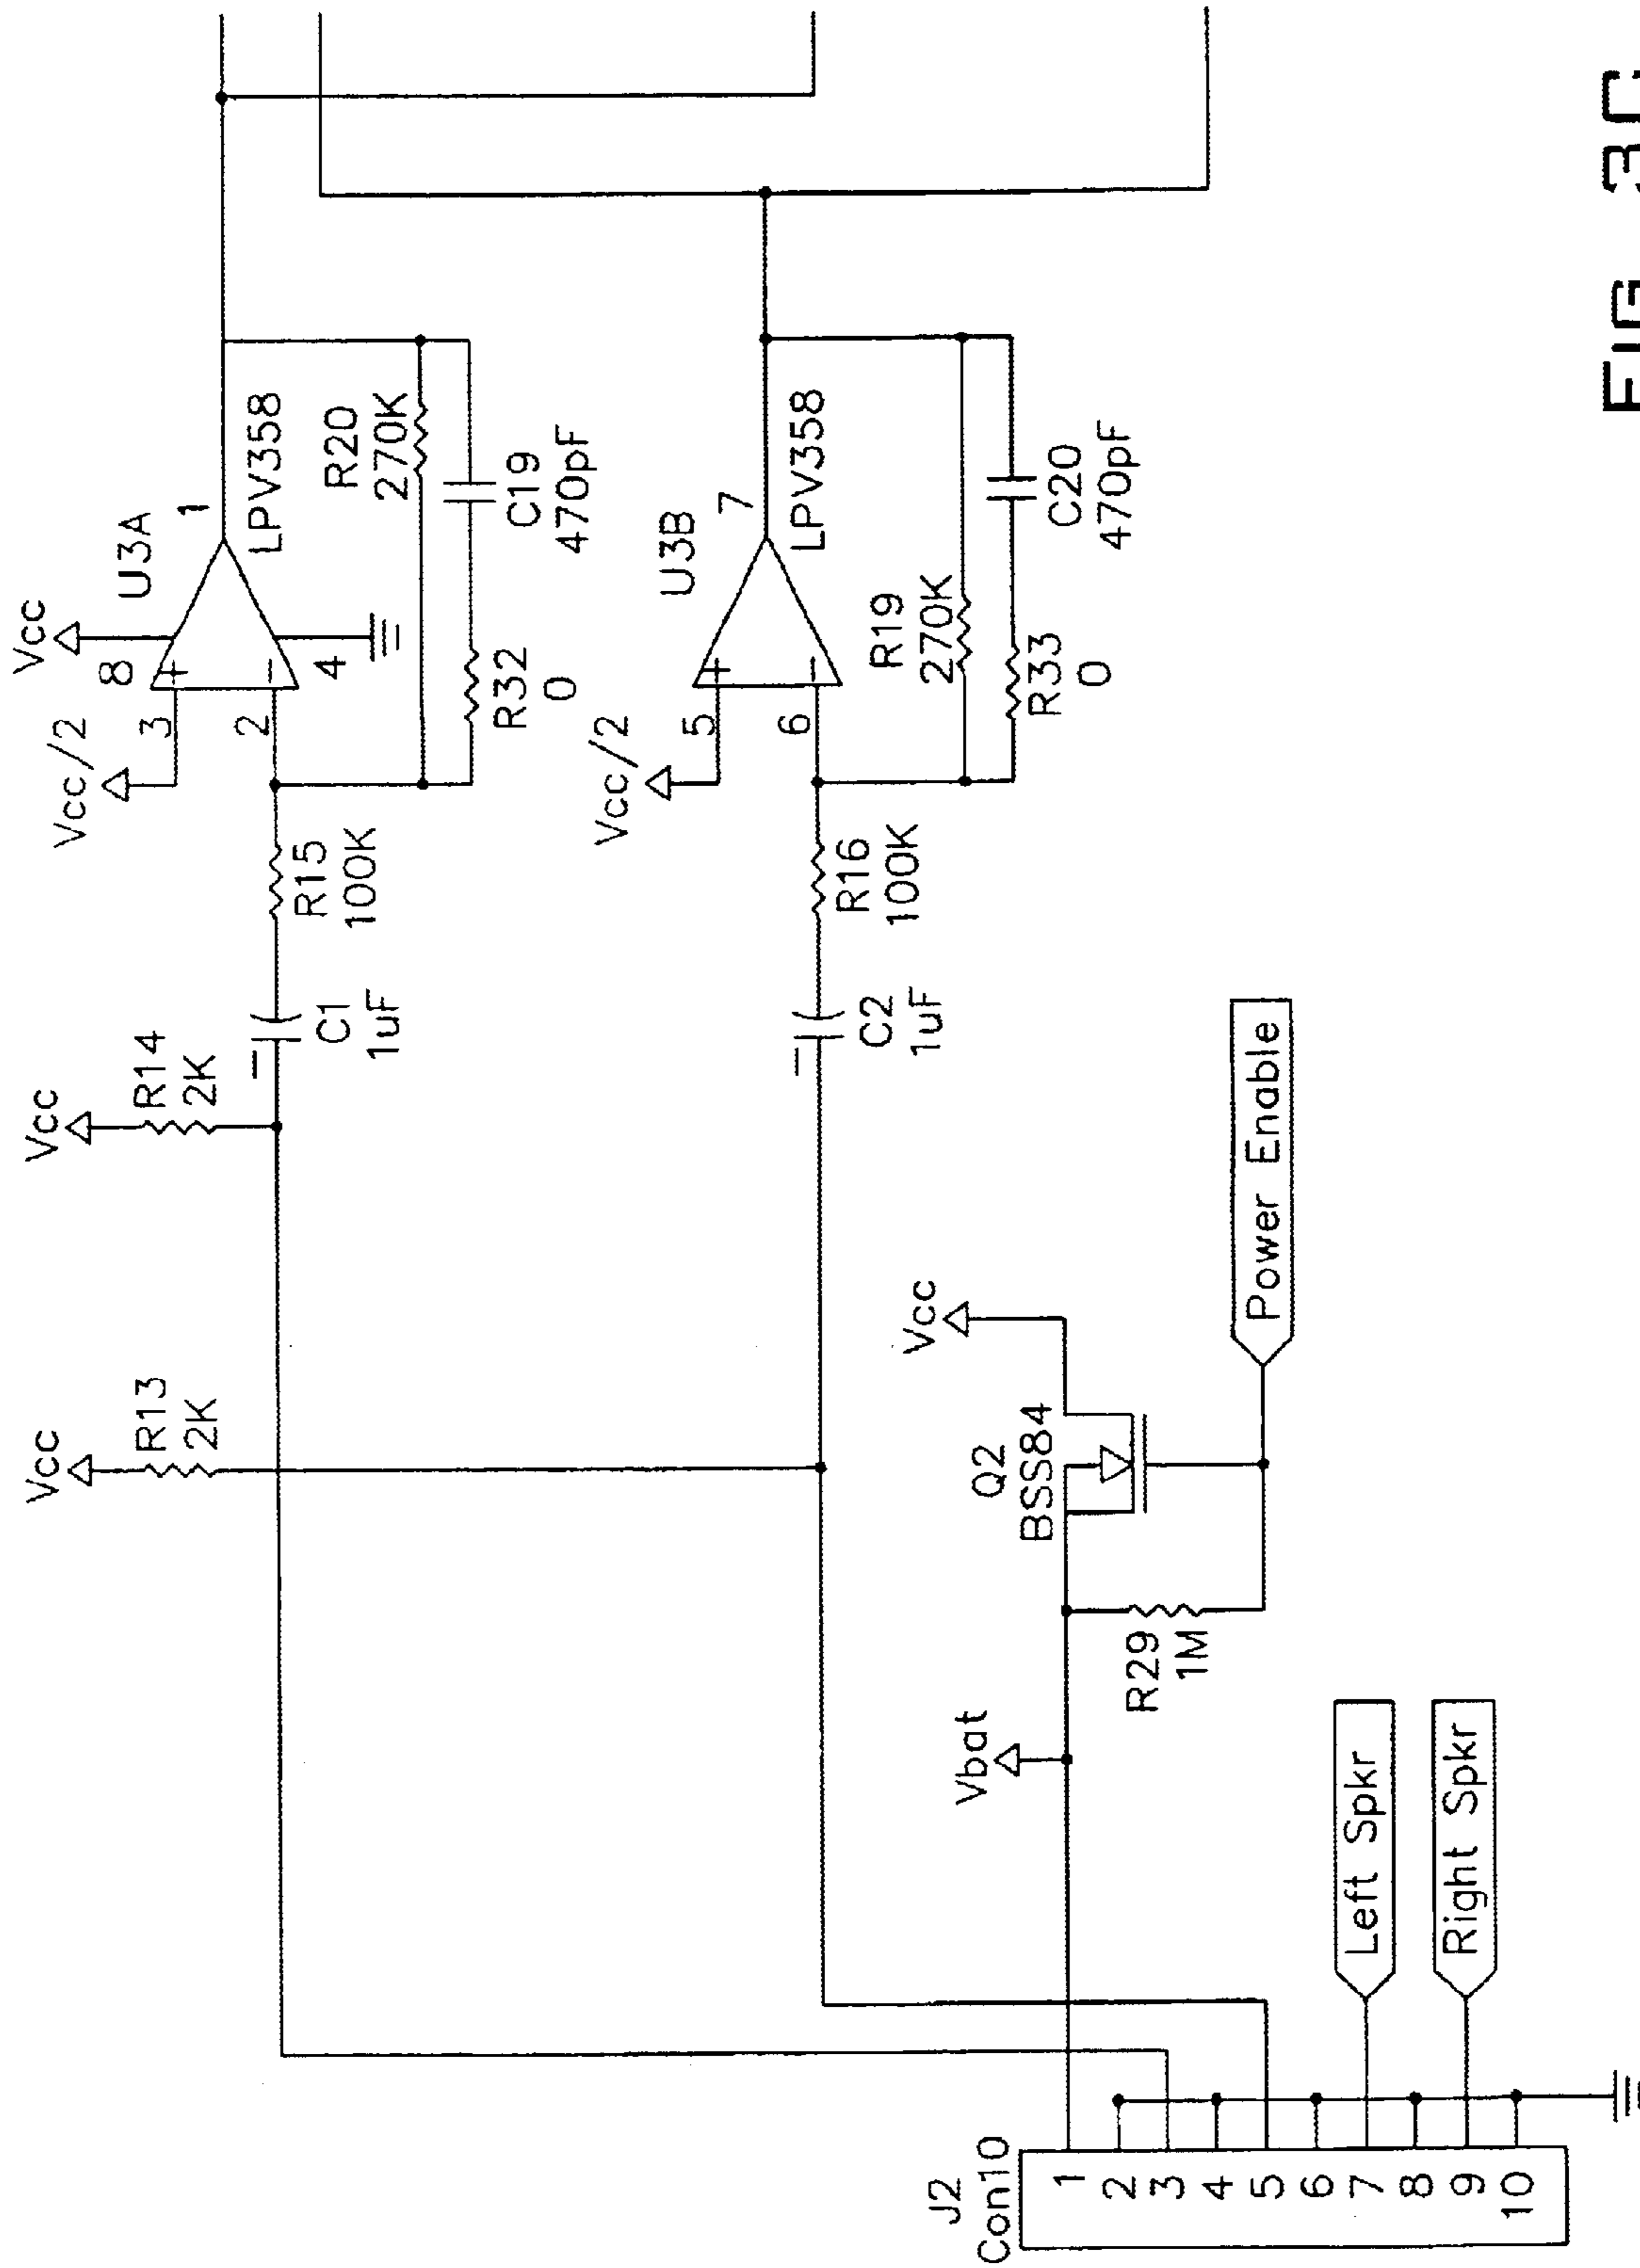 Vcc
Vcc
Vcc
R13
2K
R14
2K
Vcc/2
8
U3A
3
+
1
2
−
4
LPV358
−
C1
1uF
R15
100K
R20
270K
R32
0
C19
470pF
Vcc/2
U3B
5
+
7
6
−
LPV358
−
C2
1uF
R16
100K
R19
270K
R33
0
C20
470pF
Vbat
Vcc
Q2
BSS84
R29
1M
Power Enable
J2
Con10
1
2
3
4
5
6
7
8
9
10
Left Spkr
Right Spkr
FIG. 3C